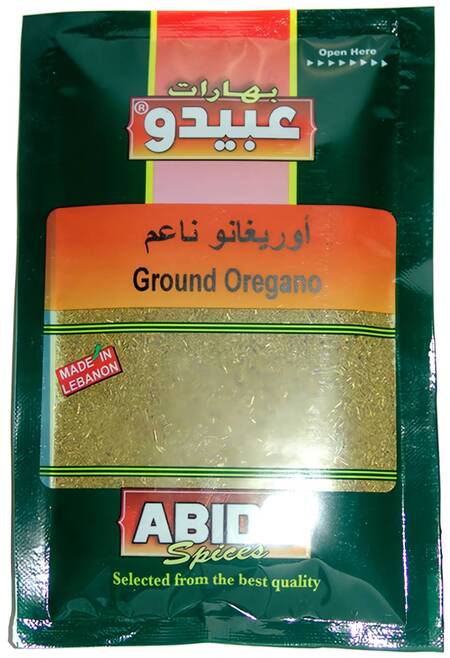 Open Here
بهارات
عبيدو®
أوريغانو ناعم
Ground Oregano
MADE IN
LEBANON
Spices
Selected from the best quality